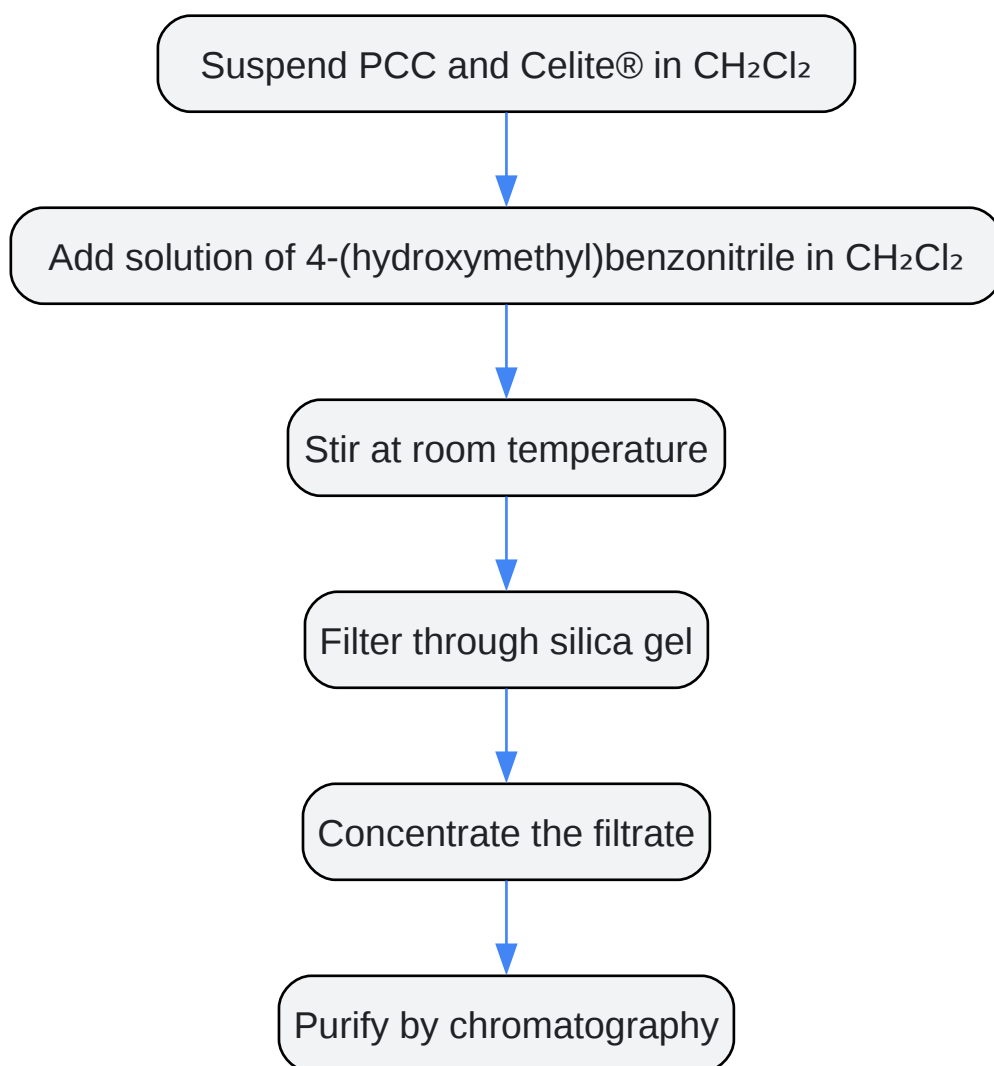 Suspend PCC and Celite® in CH₂Cl₂
Add solution of 4-(hydroxymethyl)benzonitrile in CH₂Cl₂
Stir at room temperature
Filter through silica gel
Concentrate the filtrate
Purify by chromatography